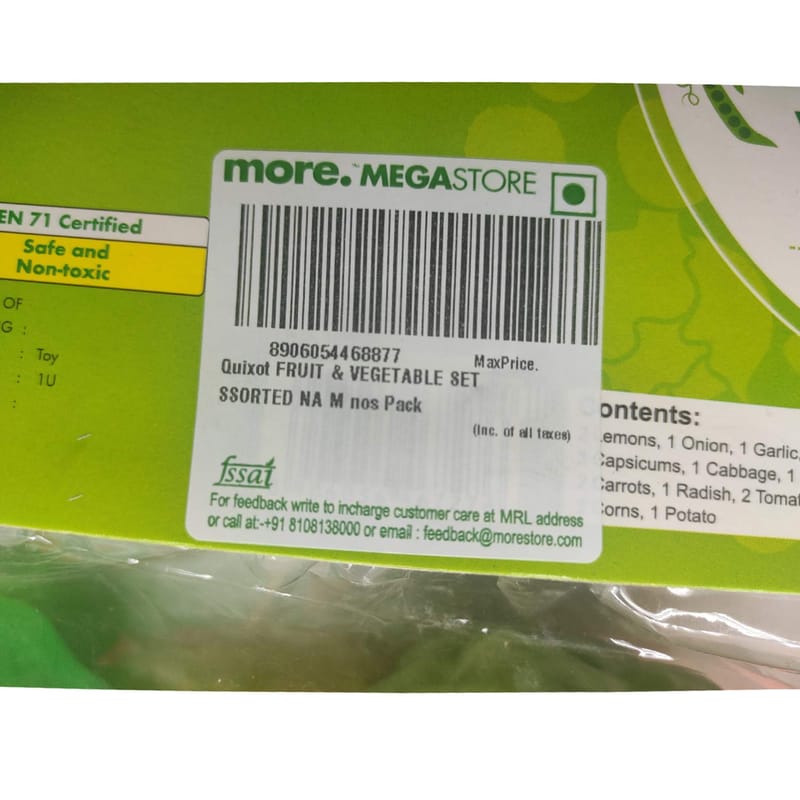 more.™ MEGASTORE
EN 71 Certified
Safe and
Non-toxic
OF
G :
: Toy
: 1U
:
8906054468877
MaxPrice.
Quixot FRUIT & VEGETABLE SET
SSORTED NA M nos Pack
(Inc. of all taxes)
fssai
For feedback write to incharge customer care at MRL address
or call at:-+91 8108138000 or email : feedback@morestore.com
ontents:
Lemons, 1 Onion, 1 Garlic,
Capsicums, 1 Cabbage, 1
Carrots, 1 Radish, 2 Tomat
Corns, 1 Potato